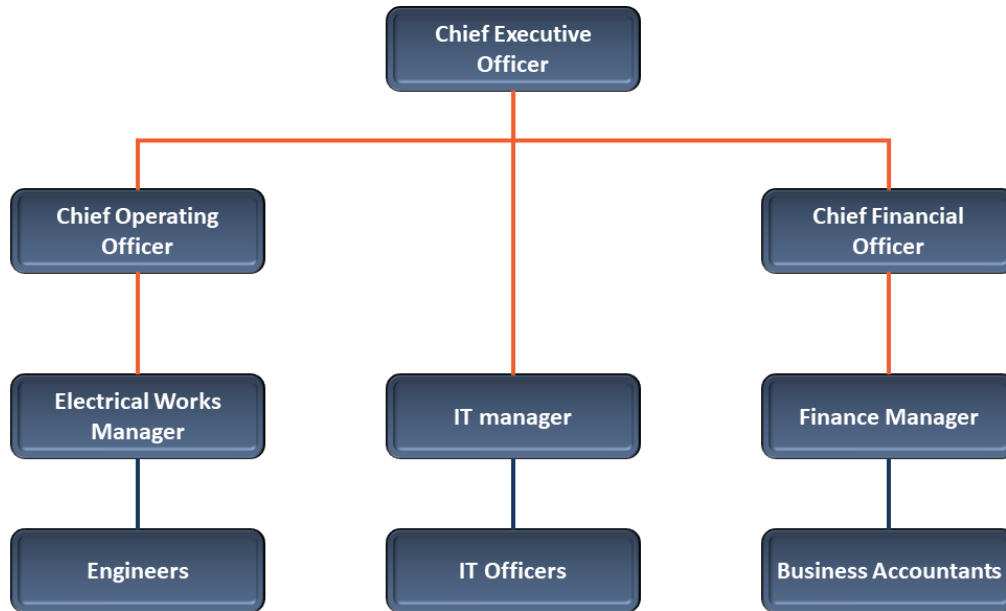 Chief Executive
Officer
Chief Operating
Officer
Chief Financial
Officer
Electrical Works
Manager
IT manager
Finance Manager
Engineers
IT Officers
Business Accountants